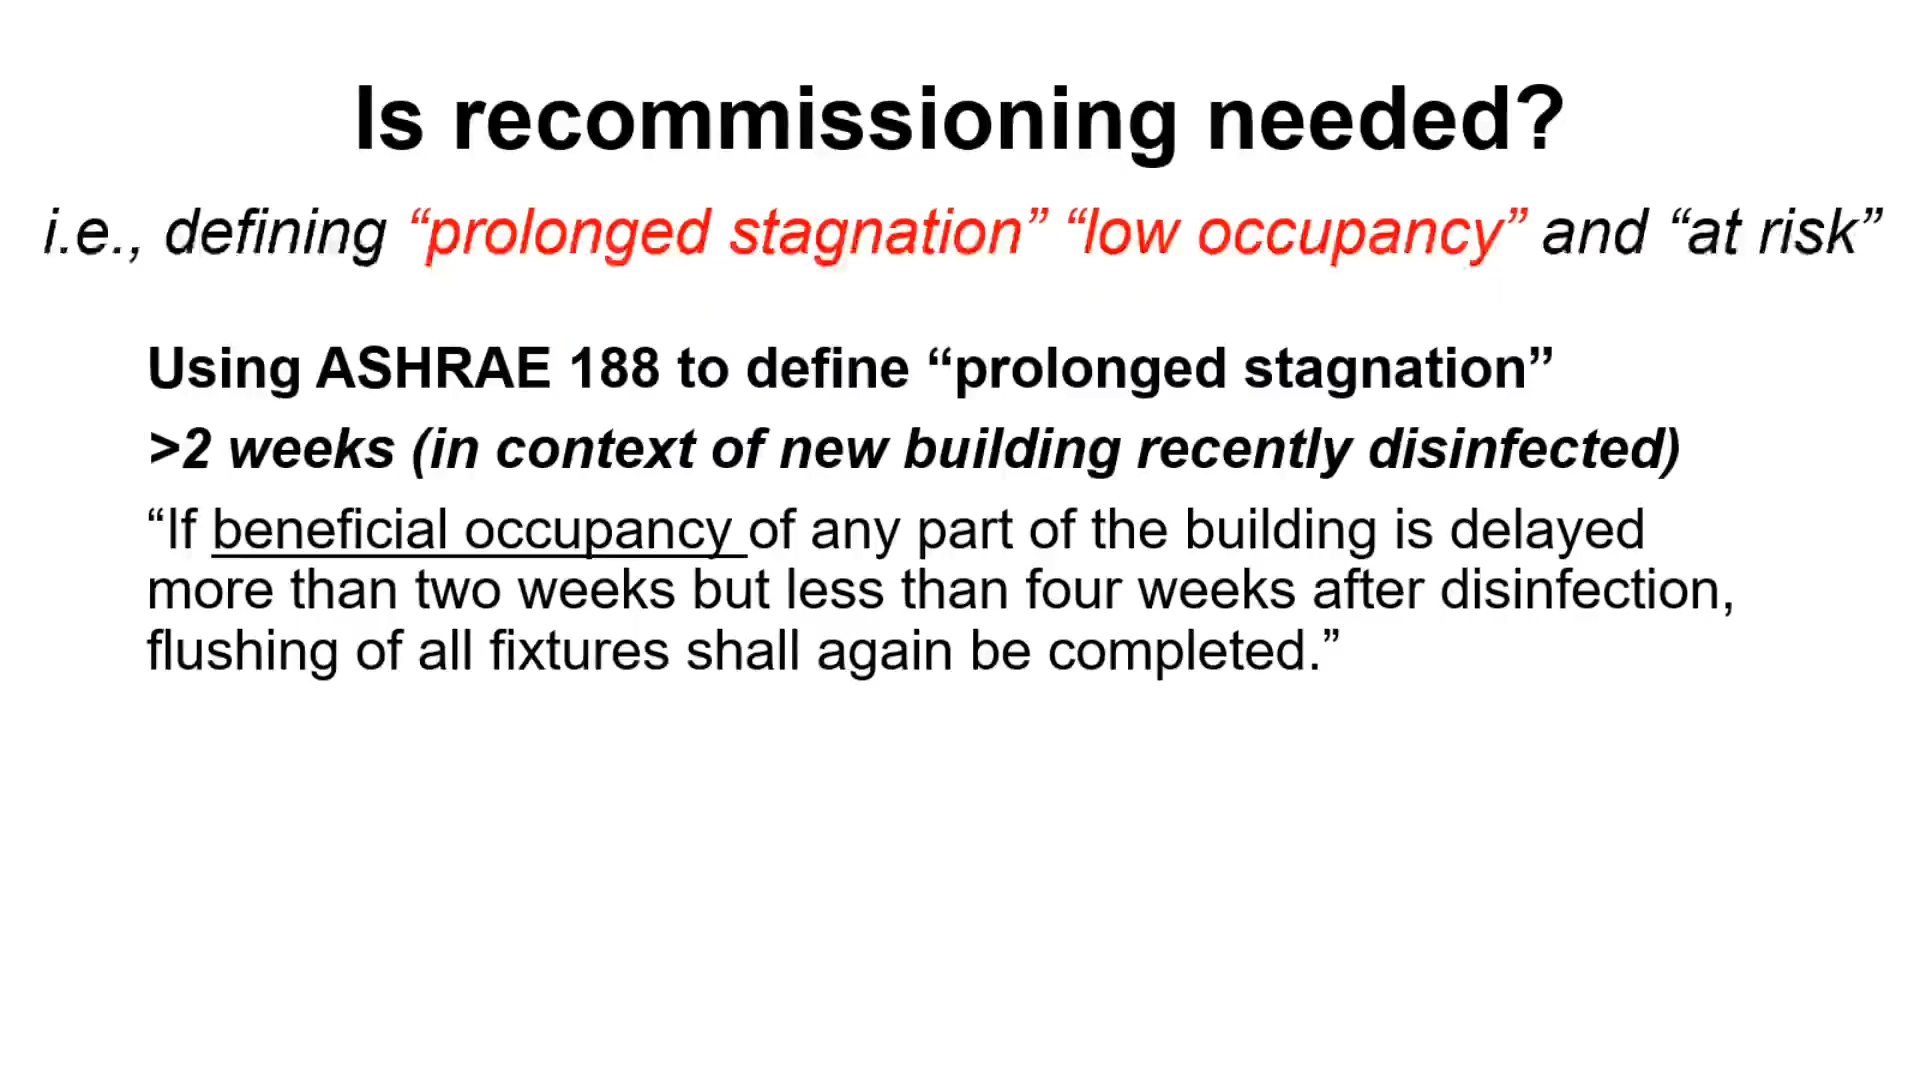 Is recommissioning needed?
i.e., defining “prolonged stagnation” “low occupancy” and “at risk”
Using ASHRAE 188 to define “prolonged stagnation”
>2 weeks (in context of new building recently disinfected)
“If beneficial occupancy of any part of the building is delayed
more than two weeks but less than four weeks after disinfection,
flushing of all fixtures shall again be completed.”